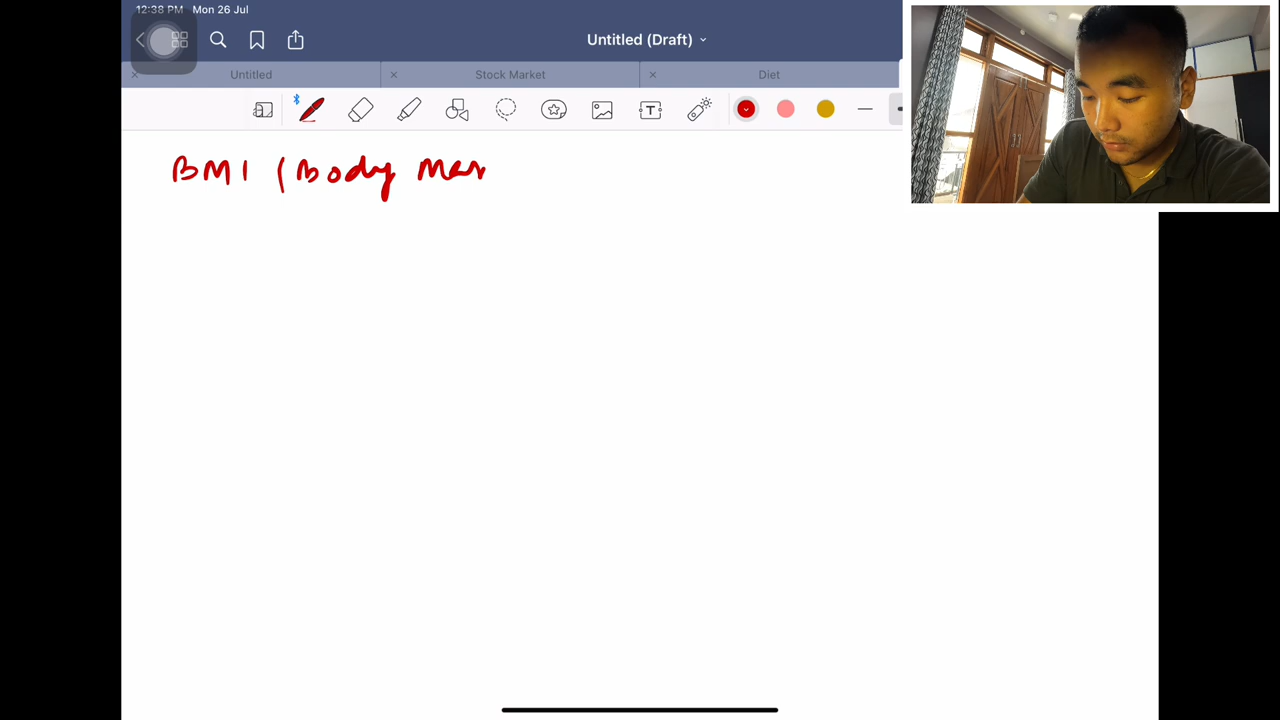 12:38 PM Mon 26 Jul
Untitled (Draft)
Untitled
Stock Market
Diet
T
BMI (Body Mas